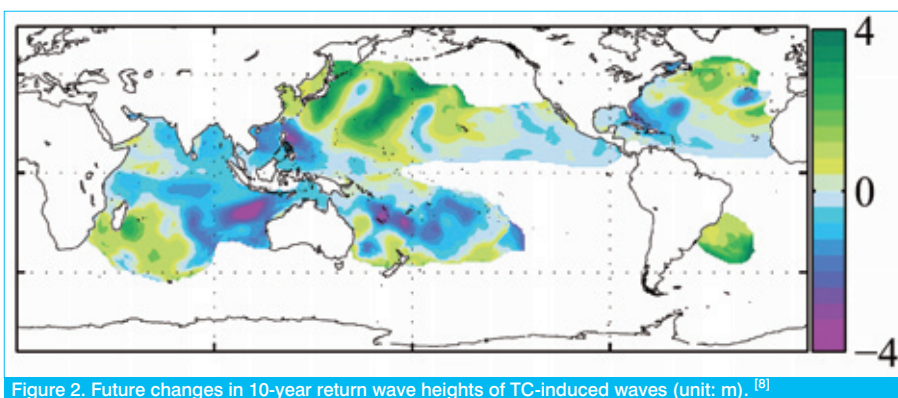 4
0
−4
Figure 2. Future changes in 10-year return wave heights of TC-induced waves (unit: m). [8]